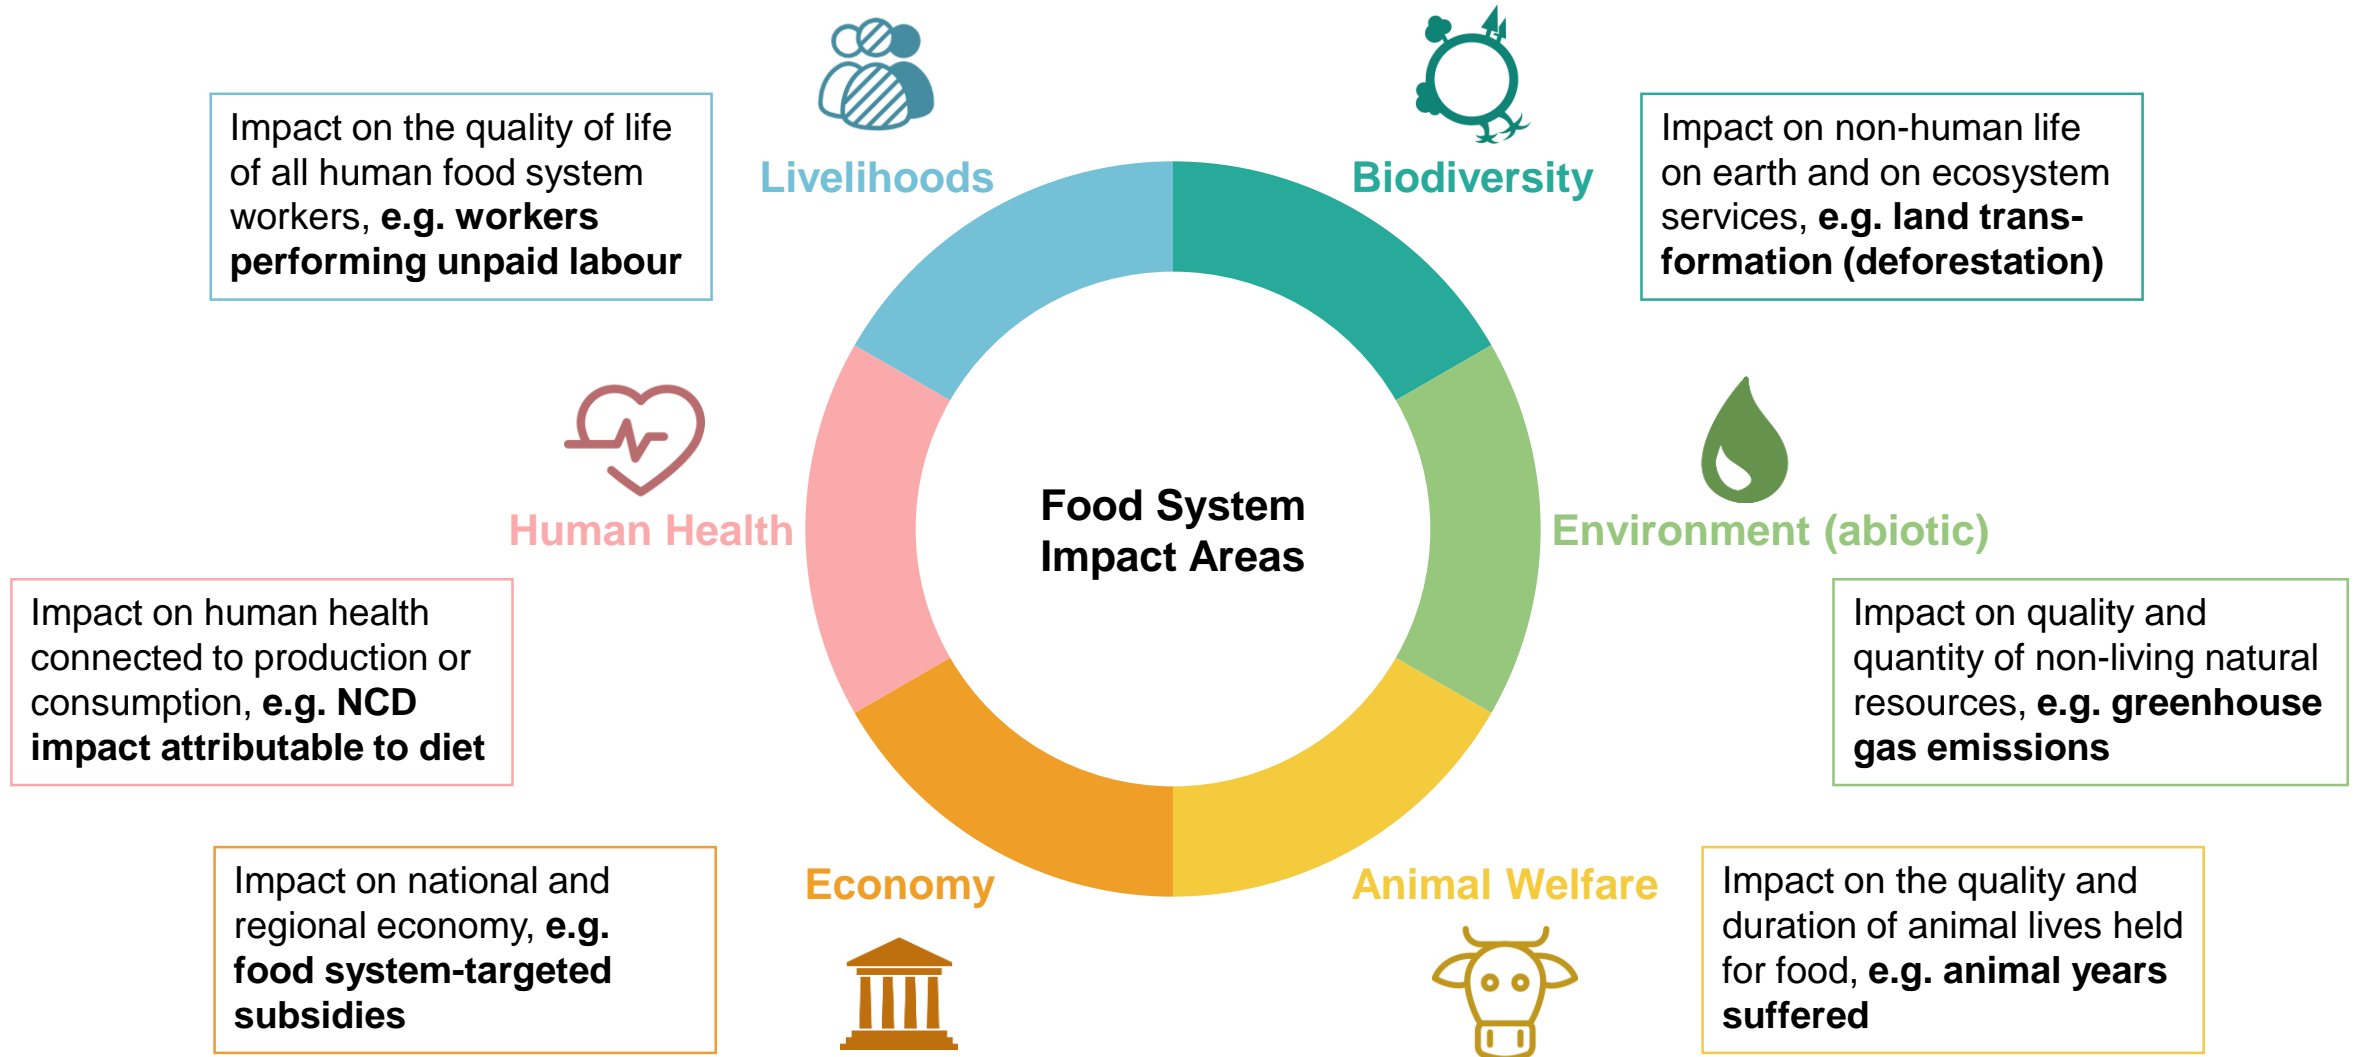 Livelihoods
Impact on the quality of life
of all human food system
workers, e.g. workers
performing unpaid labour
Biodiversity
Impact on non-human life
on earth and on ecosystem
services, e.g. land trans-
formation (deforestation)
Human Health
Impact on human health
connected to production or
consumption, e.g. NCD
impact attributable to diet
Food System
Impact Areas
Environment (abiotic)
Impact on quality and
quantity of non-living natural
resources, e.g. greenhouse
gas emissions
Economy
Impact on national and
regional economy, e.g.
food system-targeted
subsidies
Animal Welfare
Impact on the quality and
duration of animal lives held
for food, e.g. animal years
suffered